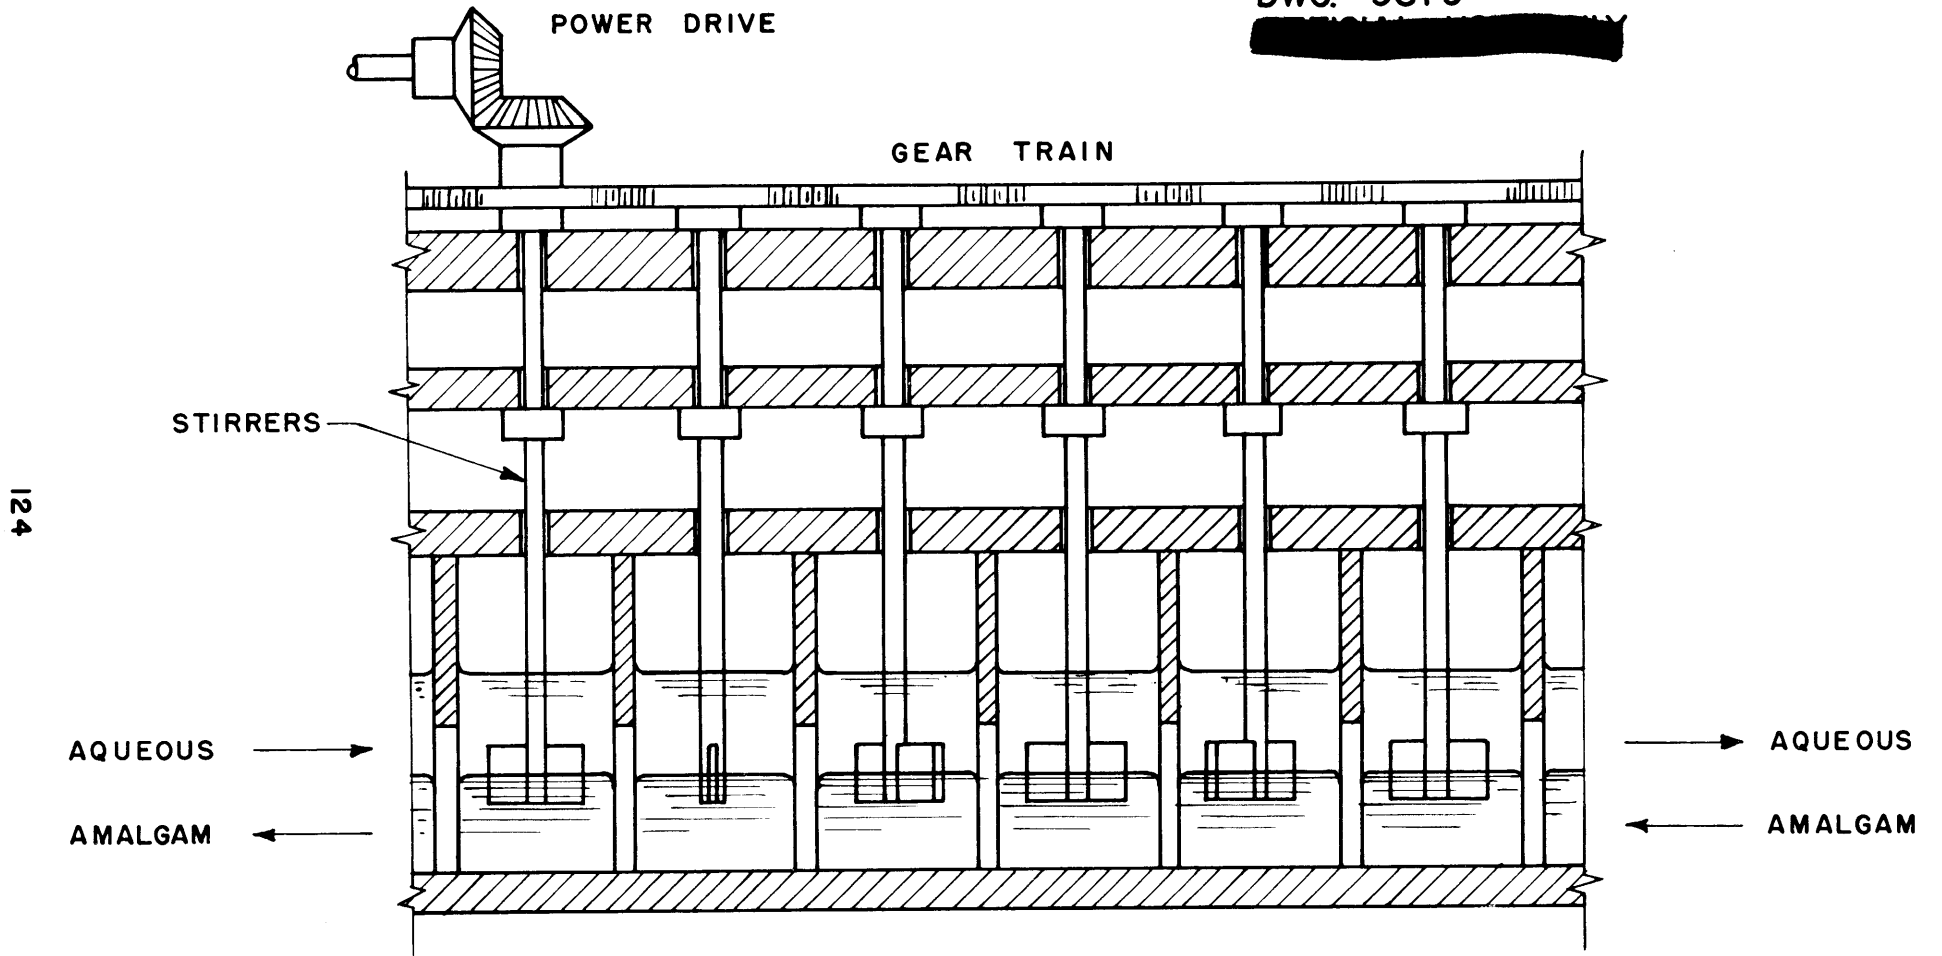 POWER DRIVE
GEAR TRAIN
STIRRERS
124
AQUEOUS
AQUEOUS
AMALGAM
AMALGAM